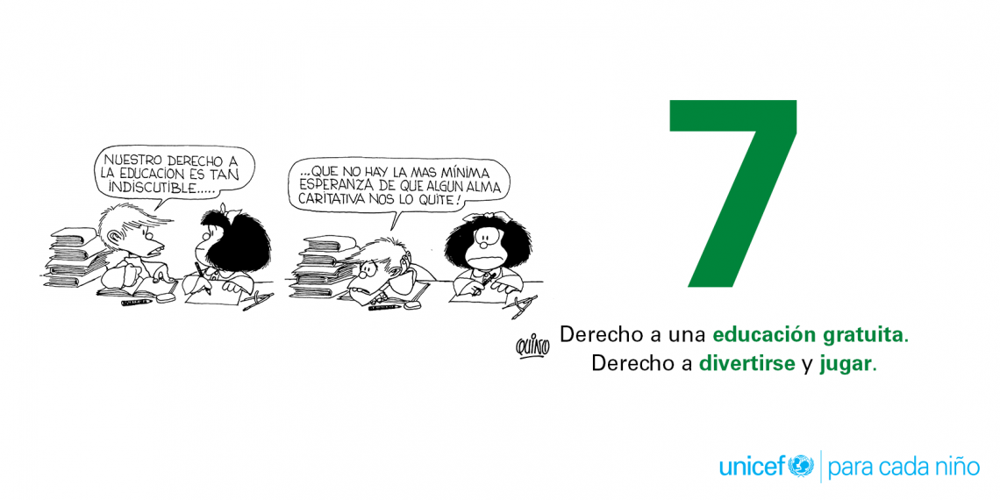 NUESTRO DERECHO A
LA EDUCACION ES TAN
INDISCUTIBLE.....
...QUE NO HAY LA MAS MÍNIMA
ESPERANZA DE QUE ALGUN ALMA
CARITATIVA NOS LO QUITE!
QUINO
7
Derecho a una educación gratuita.
Derecho a divertirse y jugar.
unicef para cada niño